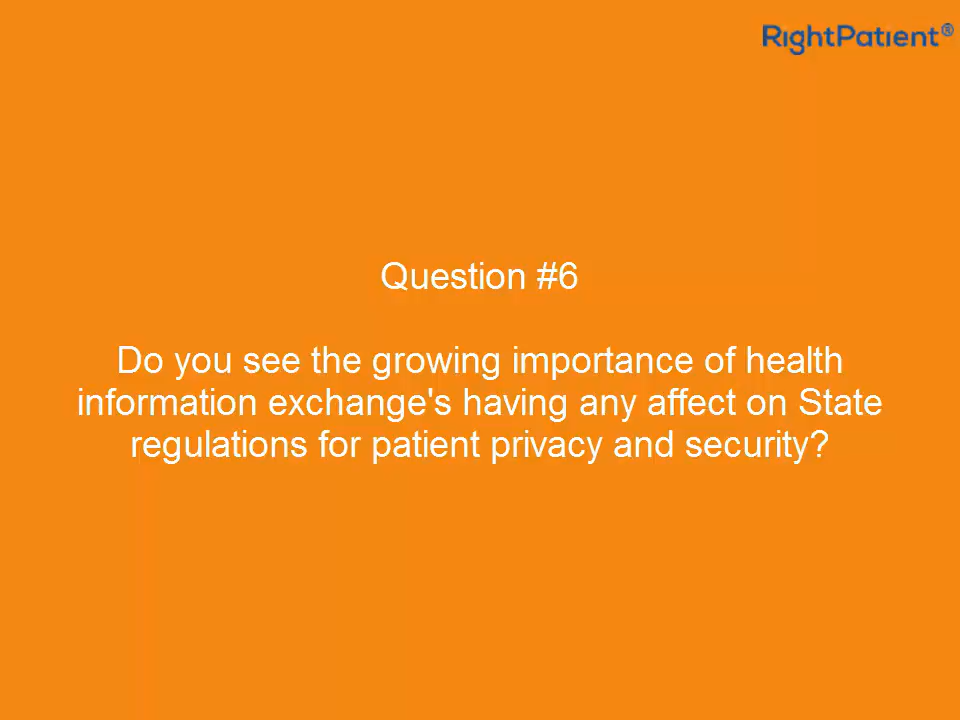 RightPatient®
Question #6
Do you see the growing importance of health
information exchange's having any affect on State
regulations for patient privacy and security?